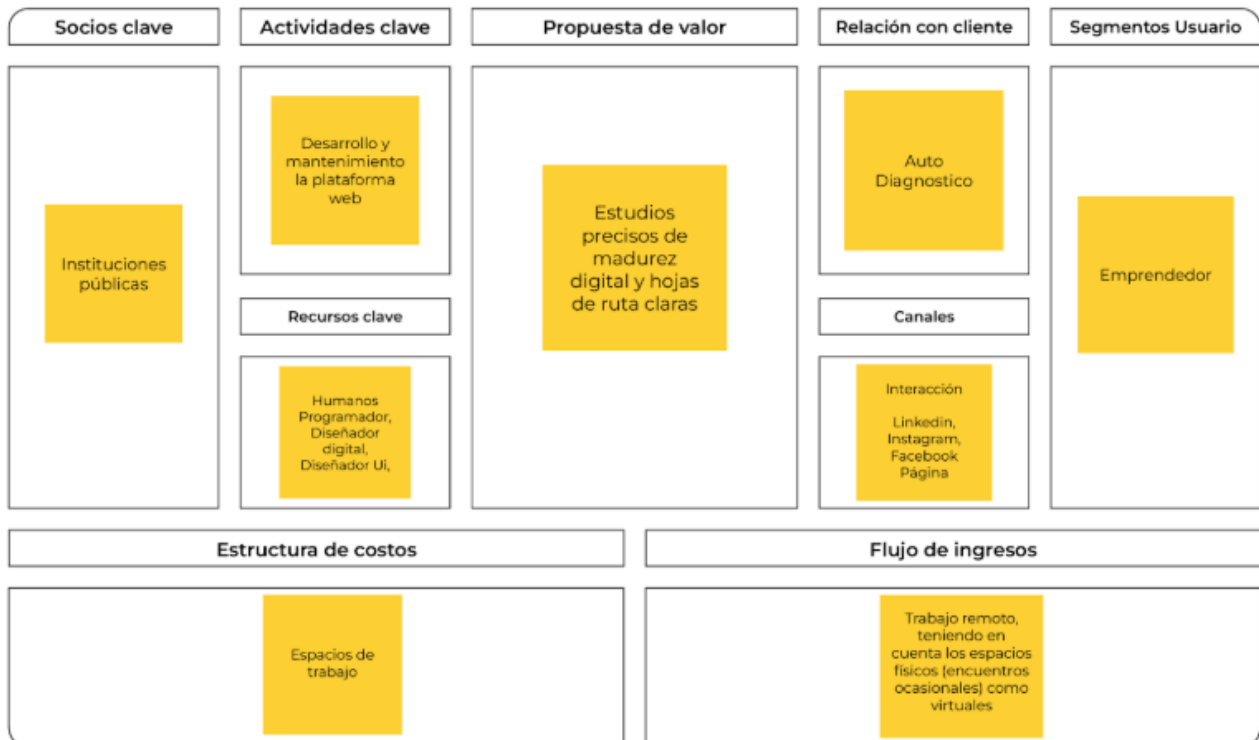 Socios clave
Instituciones
públicas
Actividades clave
Desarrollo y
mantenimiento
la plataforma
web
Recursos clave
Humanos
Programador,
Diseñador
digital,
Diseñador Ui,
Propuesta de valor
Estudios
precisos de
madurez
digital y hojas
de ruta claras
Relación con cliente
Auto
Diagnostico
Canales
Interacción
Linkedin,
Instagram,
Facebook
Página
Segmentos Usuario
Emprendedor
Estructura de costos
Espacios de
trabajo
Flujo de ingresos
Trabajo remoto,
teniendo en
cuenta los espacios
físicos (encuentros
ocasionales) como
virtuales